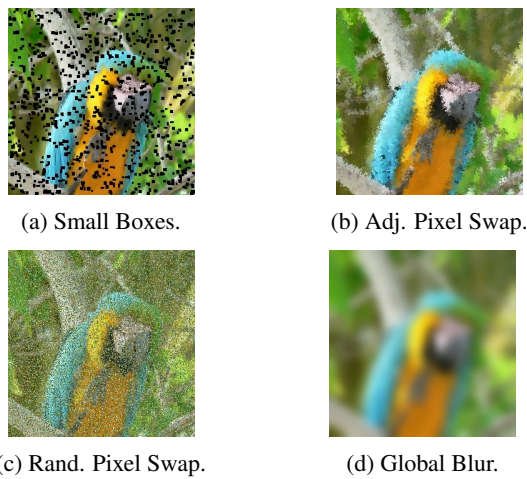 (a) Small Boxes.
(b) Adj. Pixel Swap.
(c) Rand. Pixel Swap.
(d) Global Blur.